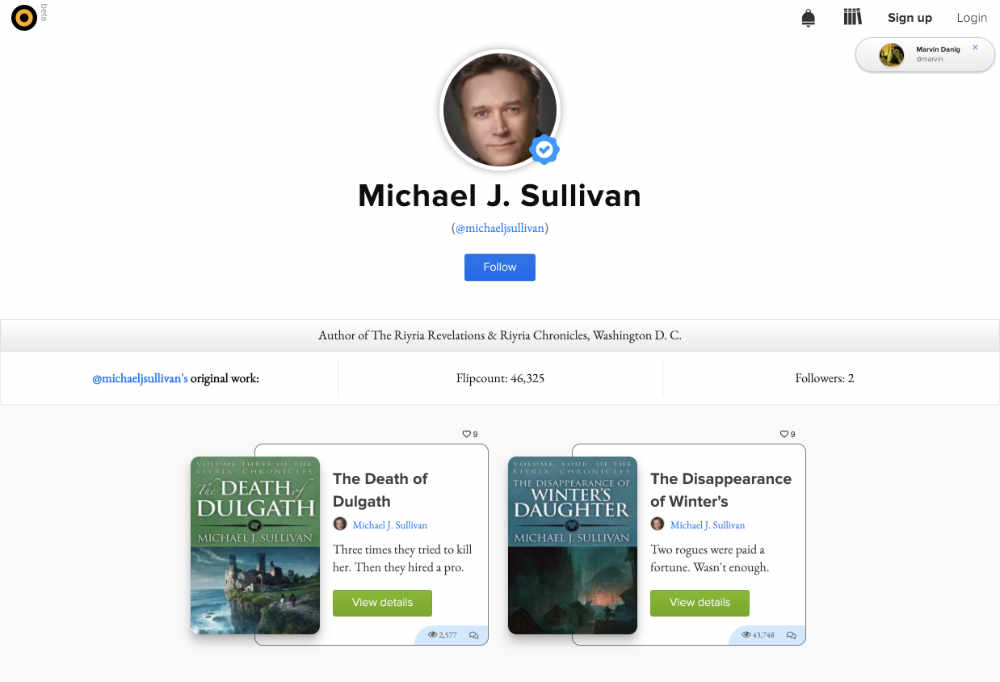 beta
Sign up
Login
Marvin Danig
@marvin
Michael J. Sullivan
(@michaeljsullivan)
Follow
Author of The Riyria Revelations & Riyria Chronicles, Washington D. C.
@michaeljsullivan's original work:
Flipcount: 46,325
Followers: 2
9
VOLUME THREE OF THE
RIYRIA CHRONICLES
The DEATH of
DULGATH
MICHAEL J. SULLIVAN
The Death of
Dulgath
Michael J. Sullivan
Three times they tried to kill
her. Then they hired a pro.
View details
2,577
9
VOLUME FOUR OF THE
RIYRIA CHRONICLES
THE DISAPPEARANCE OF
WINTER'S
DAUGHTER
MICHAEL J. SULLIVAN
The Disappearance
of Winter's
Michael J. Sullivan
Two rogues were paid a
fortune. Wasn't enough.
View details
43,748